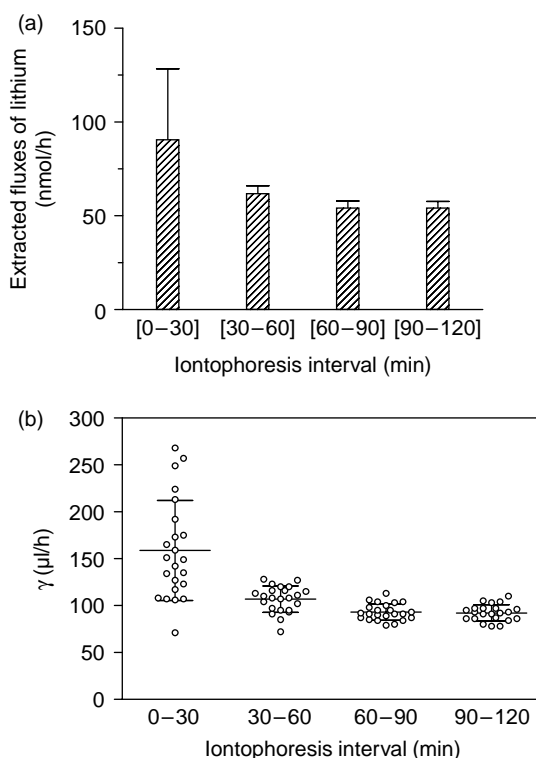 (a)
Extracted fluxes of lithium
(nmol/h)
150
100
50
0
[0–30] [30–60] [60–90] [90–120]
Iontophoresis interval (min)
(b)
γ (μl/h)
300
250
200
150
100
50
0
0–30 30–60 60–90 90–120
Iontophoresis interval (min)